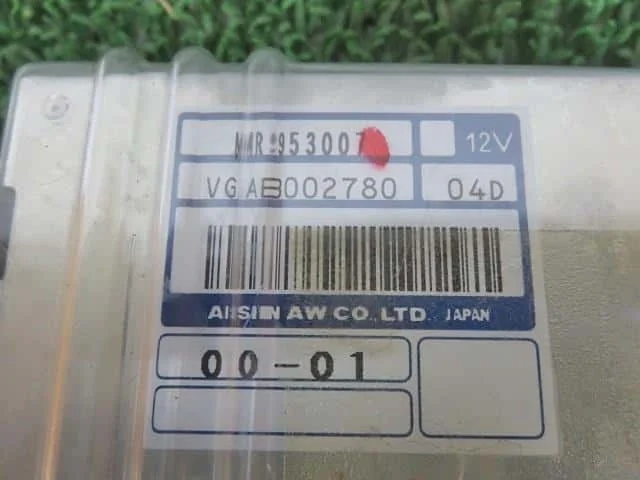 MR953007 12V
VGAB002780 04D
AISIN AW CO.,LTD. JAPAN
00-01